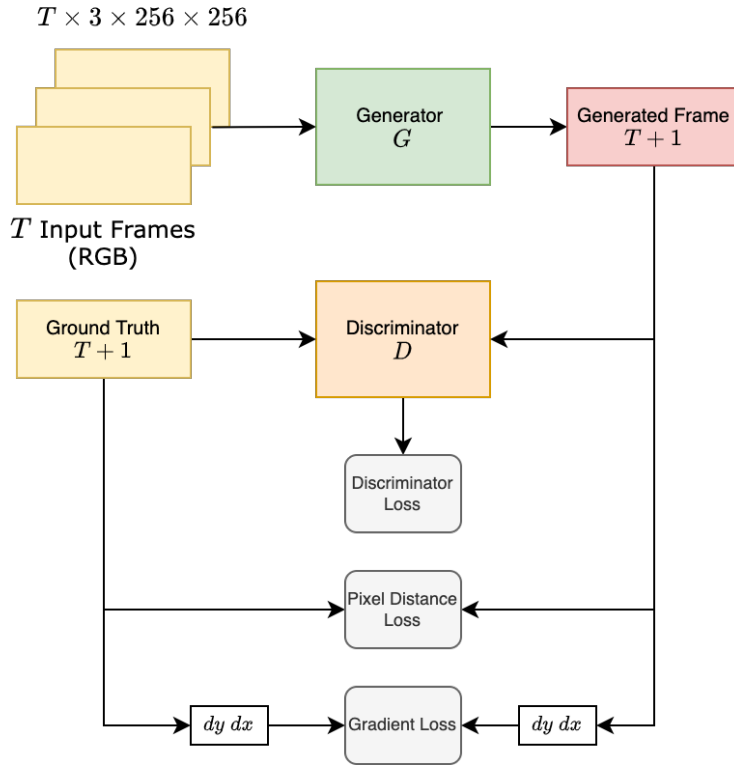 T × 3 × 256 × 256
Generator
G
Generated Frame
T + 1
T Input Frames
(RGB)
Ground Truth
T + 1
Discriminator
D
Discriminator
Loss
Pixel Distance
Loss
dy dx
Gradient Loss
dy dx